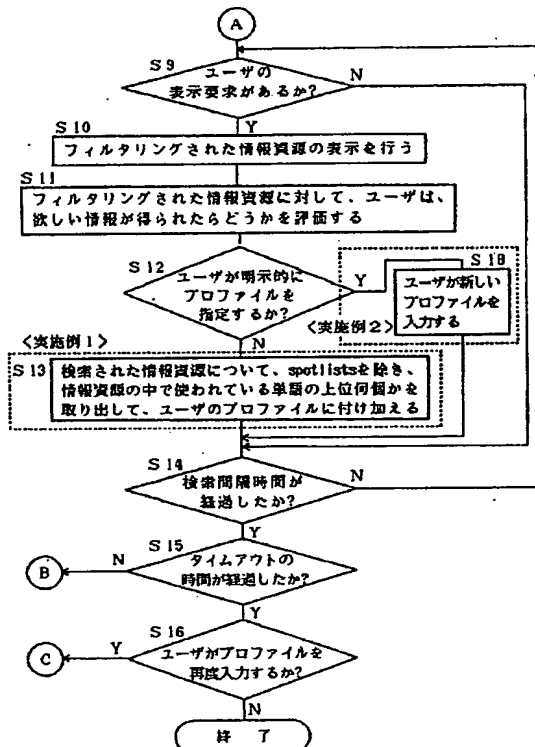 A
S9
ユーザの
表示要求があるか?
N
Y
S10
フィルタリングされた情報資源の表示を行う
S11
フィルタリングされた情報資源に対して、ユーザは、
欲しい情報が得られたらどうかを評価する
S12
ユーザが明示的に
プロファイルを
指定するか?
Y
N
S18
ユーザが新しい
プロファイルを
入力する
<実施例2>
<実施例1>
S13
検索された情報資源について、spotlistsを除き、
情報資源の中で使われている単語の上位何個かを
取り出して、ユーザのプロファイルに付け加える
S14
検索間隔時間が
経過したか?
N
Y
S15
タイムアウトの
時間が経過したか?
N
B
Y
S16
ユーザがプロファイルを
再度入力するか?
Y
C
N
終了